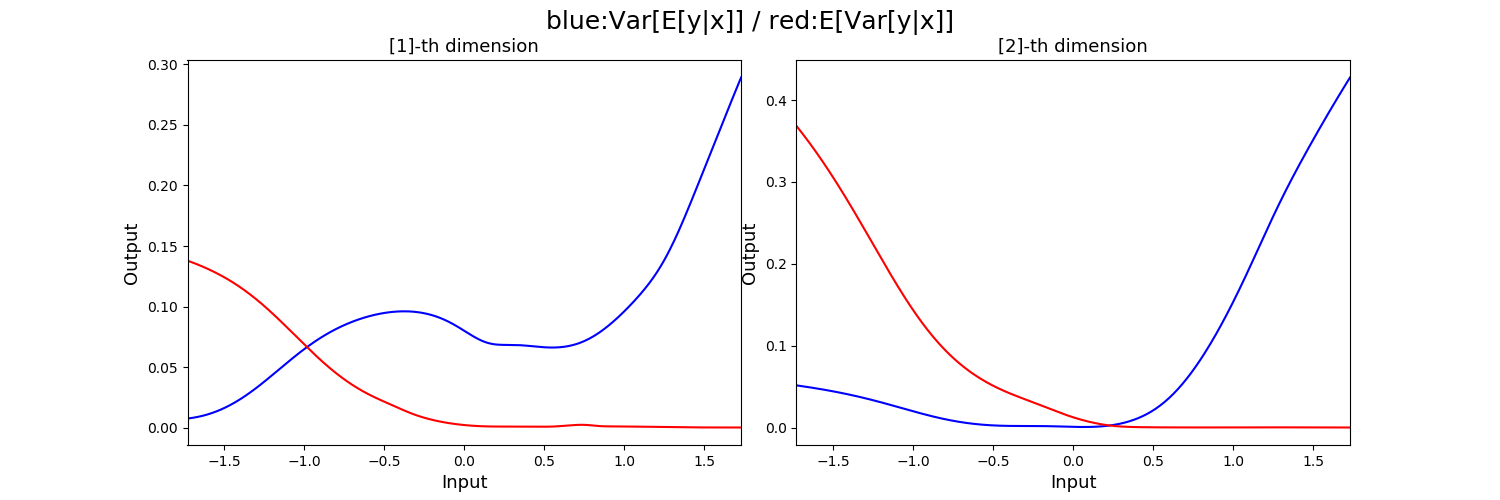 blue:Var[E[y|x]] / red:E[Var[y|x]]
[1]-th dimension
0.30
0.25
0.20
0.15
0.10
0.05
0.00
Output
−1.5 −1.0 −0.5 0.0 0.5 1.0 1.5
Input
[2]-th dimension
0.4
0.3
0.2
0.1
0.0
Output
−1.5 −1.0 −0.5 0.0 0.5 1.0 1.5
Input